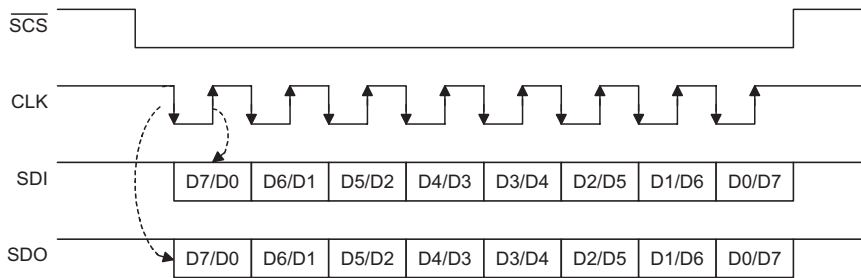 SCS
CLK
SDI D7/D0 D6/D1 D5/D2 D4/D3 D3/D4 D2/D5 D1/D6 D0/D7
SDO D7/D0 D6/D1 D5/D2 D4/D3 D3/D4 D2/D5 D1/D6 D0/D7